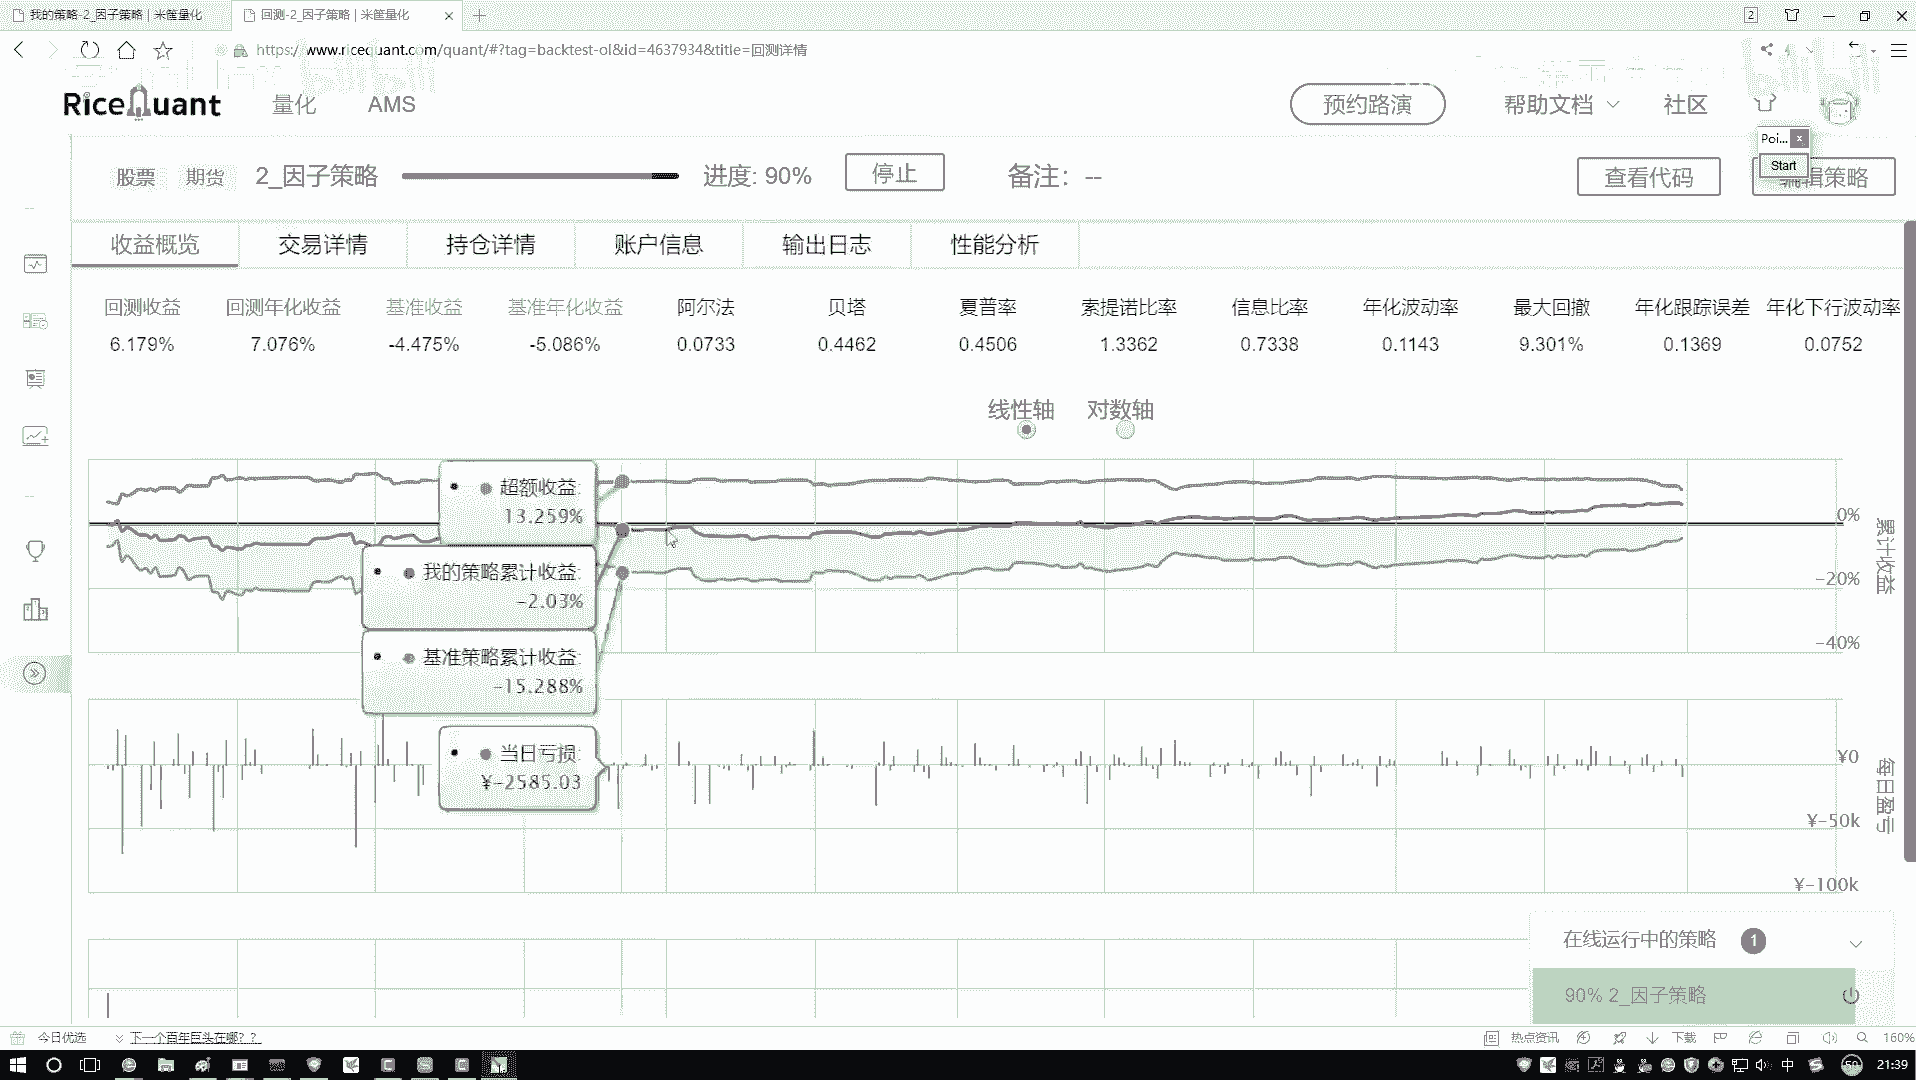 我的策略-2_因子策略 | 米筐量化
回测-2_因子策略 | 米筐量化
2
https://www.ricequant.com/quant/#?tag=backtest-ol&id=4637934&title=回测详情
bilibili
bilibili
RiceQuant
量化
AMS
预约路演
帮助文档
社区
Poi...
Start
股票
期货
2_因子策略
进度: 90%
停止
备注: --
查看代码
编辑策略
收益概览
交易详情
持仓详情
账户信息
输出日志
性能分析
回测收益 回测年化收益 基准收益 基准年化收益 阿尔法 贝塔 夏普率 索提诺比率 信息比率 年化波动率 最大回撤 年化跟踪误差 年化下行波动率
6.179% 7.076% -4.475% -5.086% 0.0733 0.4462 0.4506 1.3362 0.7338 0.1143 9.301% 0.1369 0.0752
线性轴 对数轴
超额收益:
13.259%
我的策略累计收益:
-2.03%
基准策略累计收益:
-15.288%
0%
-20%
-40%
累计收益
当日亏损:
¥-2585.03
¥0
¥-50k
¥-100k
每日盈亏
在线运行中的策略 1
90% 2_因子策略
今日优选
下一个百年巨头在哪？？
热点资讯
下载
160%
中
50
21:39